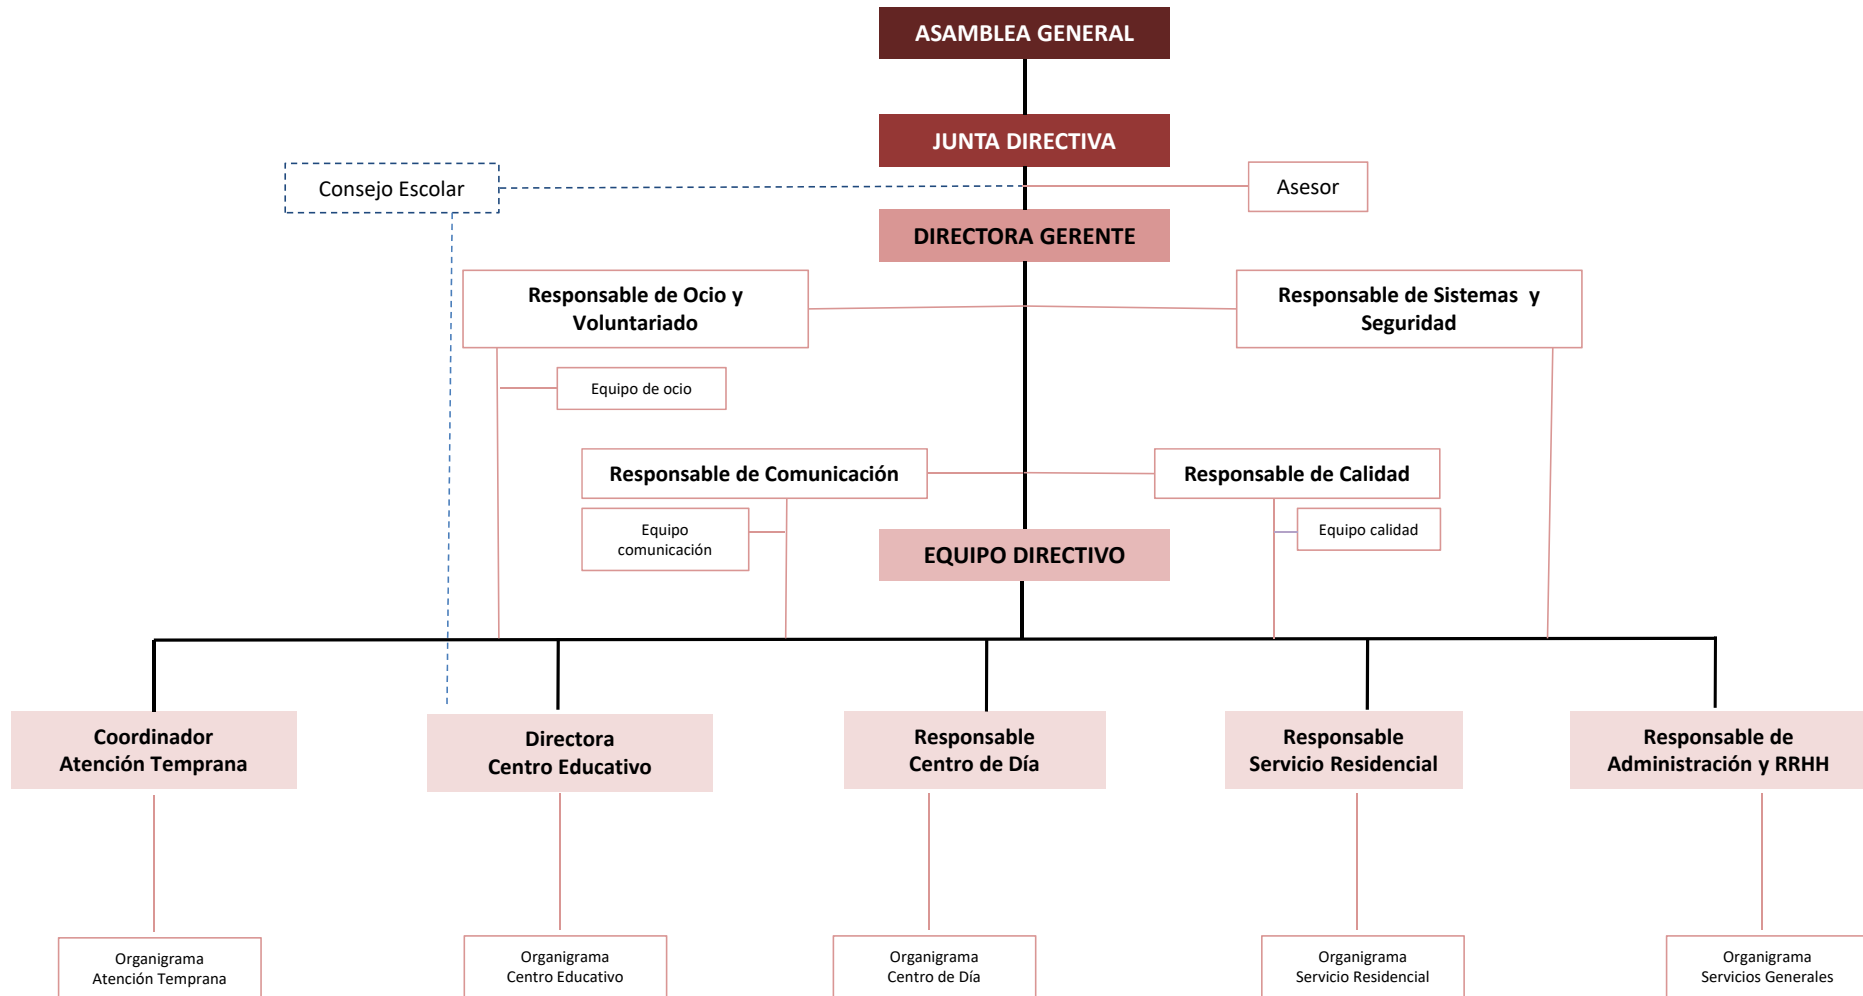 ASAMBLEA GENERAL
JUNTA DIRECTIVA
Consejo Escolar
Asesor
DIRECTORA GERENTE
Responsable de Ocio y
Voluntariado
Responsable de Sistemas y
Seguridad
Equipo de ocio
Responsable de Comunicación
Responsable de Calidad
Equipo
comunicación
Equipo calidad
EQUIPO DIRECTIVO
Coordinador
Atención Temprana
Directora
Centro Educativo
Responsable
Centro de Día
Responsable
Servicio Residencial
Responsable de
Administración y RRHH
Organigrama
Atención Temprana
Organigrama
Centro Educativo
Organigrama
Centro de Día
Organigrama
Servicio Residencial
Organigrama
Servicios Generales